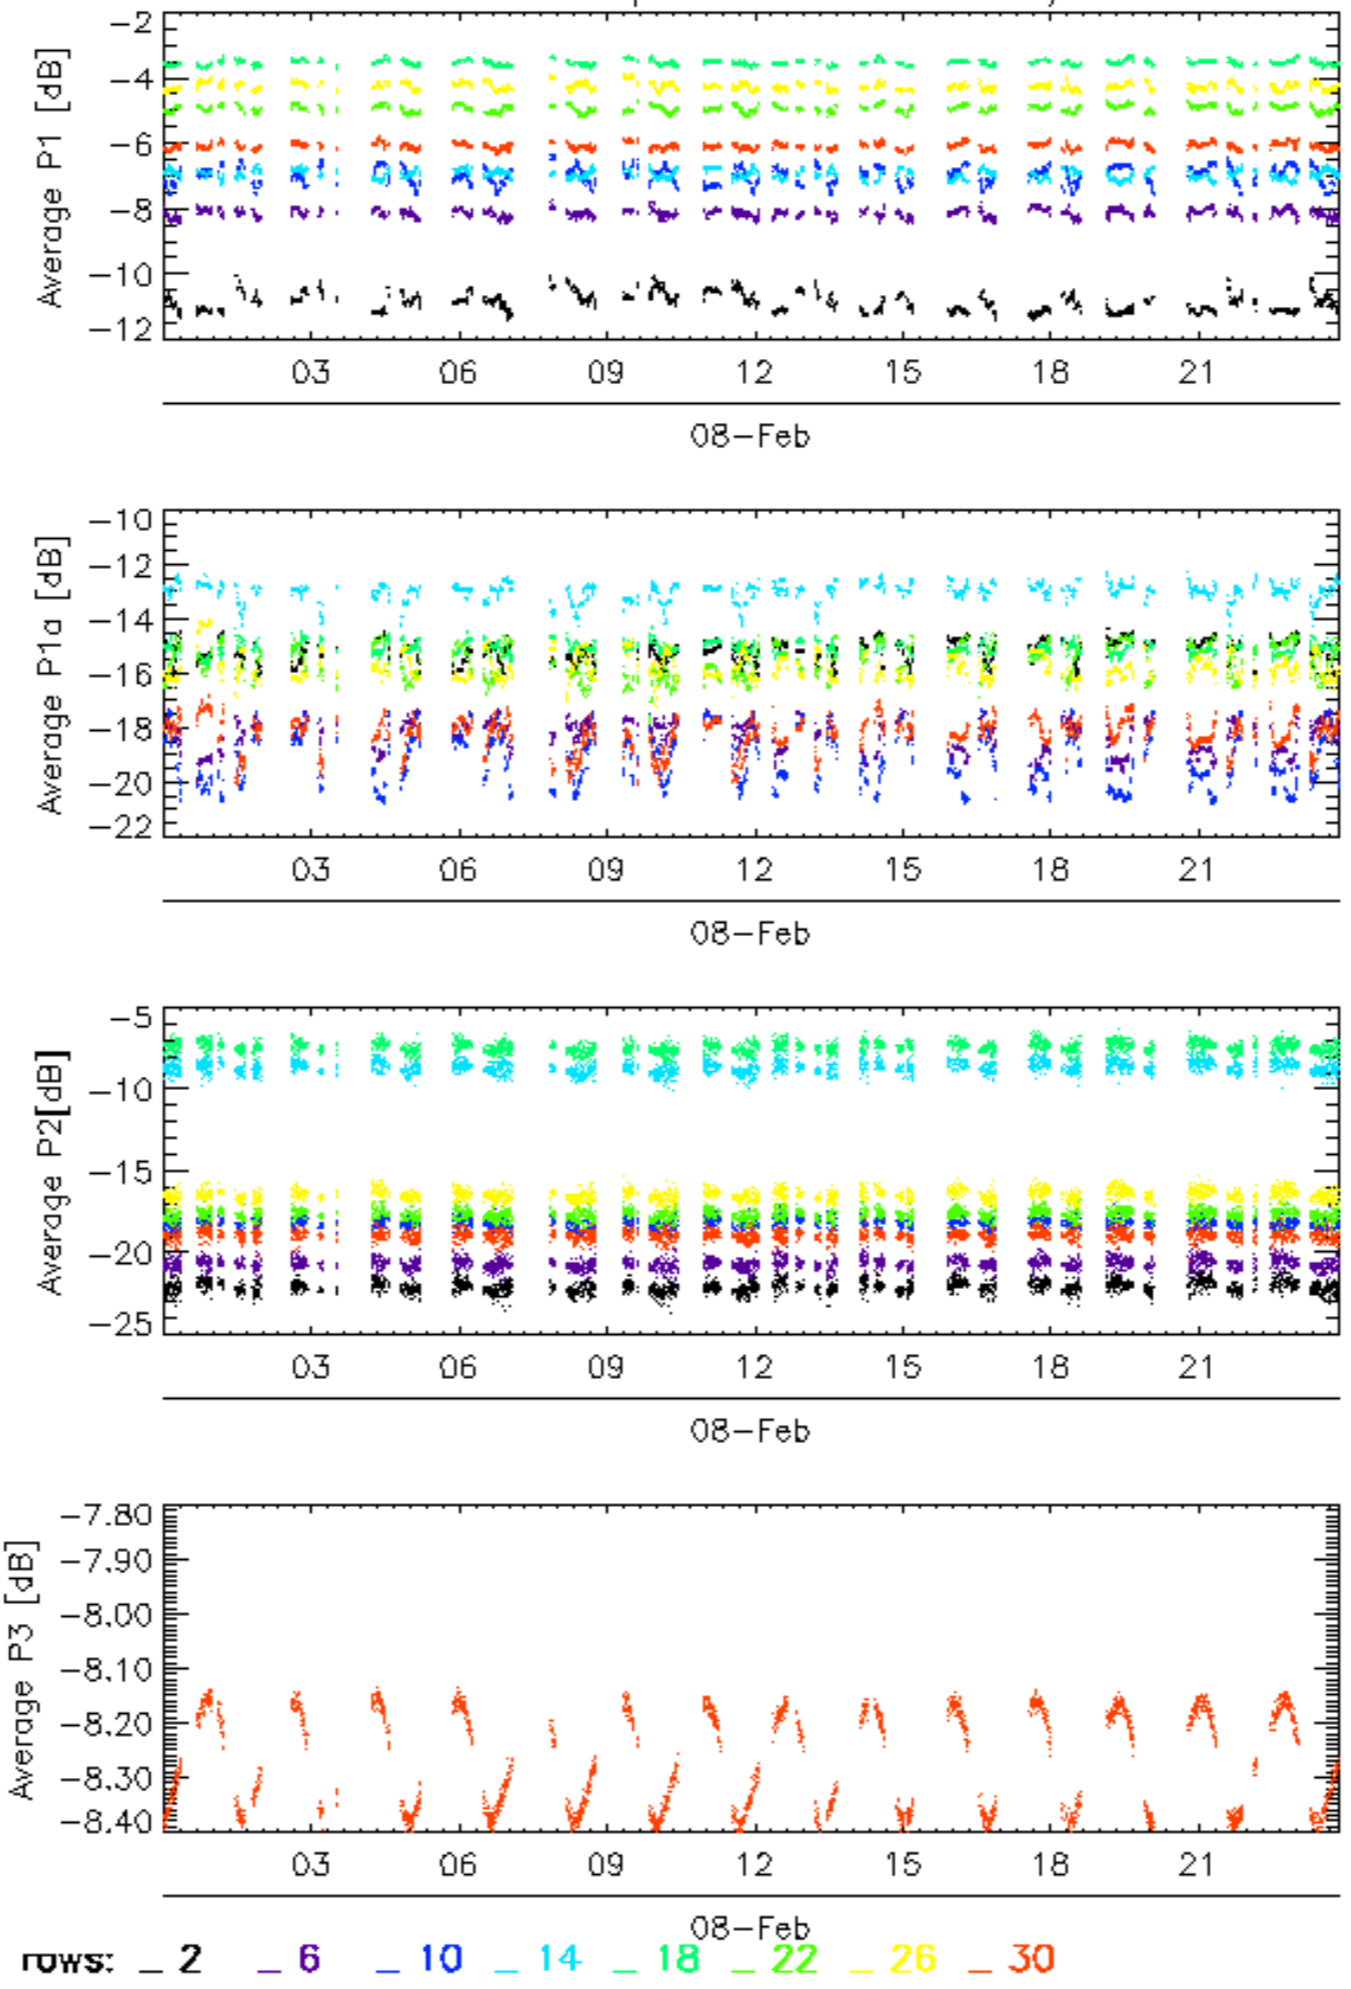 Average P1 [dB]
-2
-4
-6
-8
-10
-12
03 06 09 12 15 18 21
08-Feb
Average P1a [dB]
-10
-12
-14
-16
-18
-20
-22
03 06 09 12 15 18 21
08-Feb
Average P2[dB]
-5
-10
-15
-20
-25
03 06 09 12 15 18 21
08-Feb
Average P3 [dB]
-7.80
-7.90
-8.00
-8.10
-8.20
-8.30
-8.40
03 06 09 12 15 18 21
08-Feb
rows: _ 2 _ 6 _ 10 _ 14 _ 18 _ 22 _ 26 _ 30